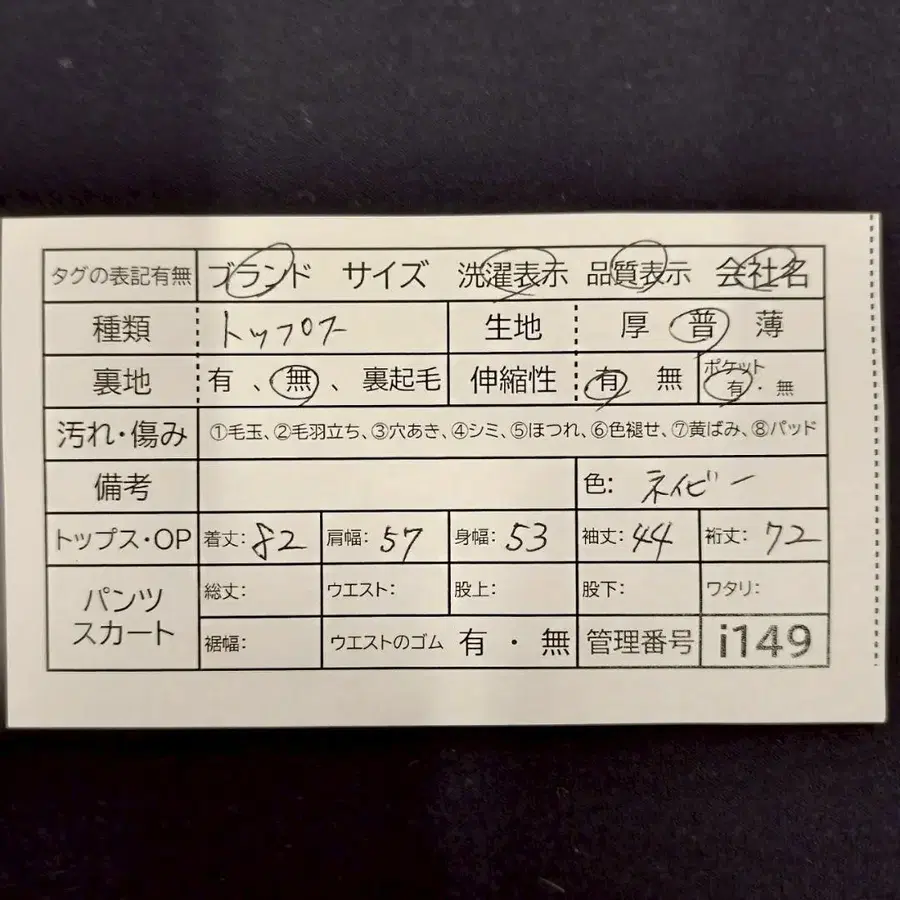 タグの表記有無 ブランド サイズ 洗濯表示 品質表示 会社名
種類 トップス 生地 厚 普 薄
裏地 有 、無 、裏起毛 伸縮性 有 無 ポケット 有・無
汚れ・傷み ①毛玉、②毛羽立ち、③穴あき、④シミ、⑤ほつれ、⑥色褪せ、⑦黄ばみ、⑧パッド
備考 色: ネイビー
トップス・OP 着丈: 82 肩幅: 57 身幅: 53 袖丈: 44 裄丈: 72
パンツ スカート 総丈: ウエスト: 股上: 股下: ワタリ:
裾幅: ウエストのゴム 有 ・ 無 管理番号 i149